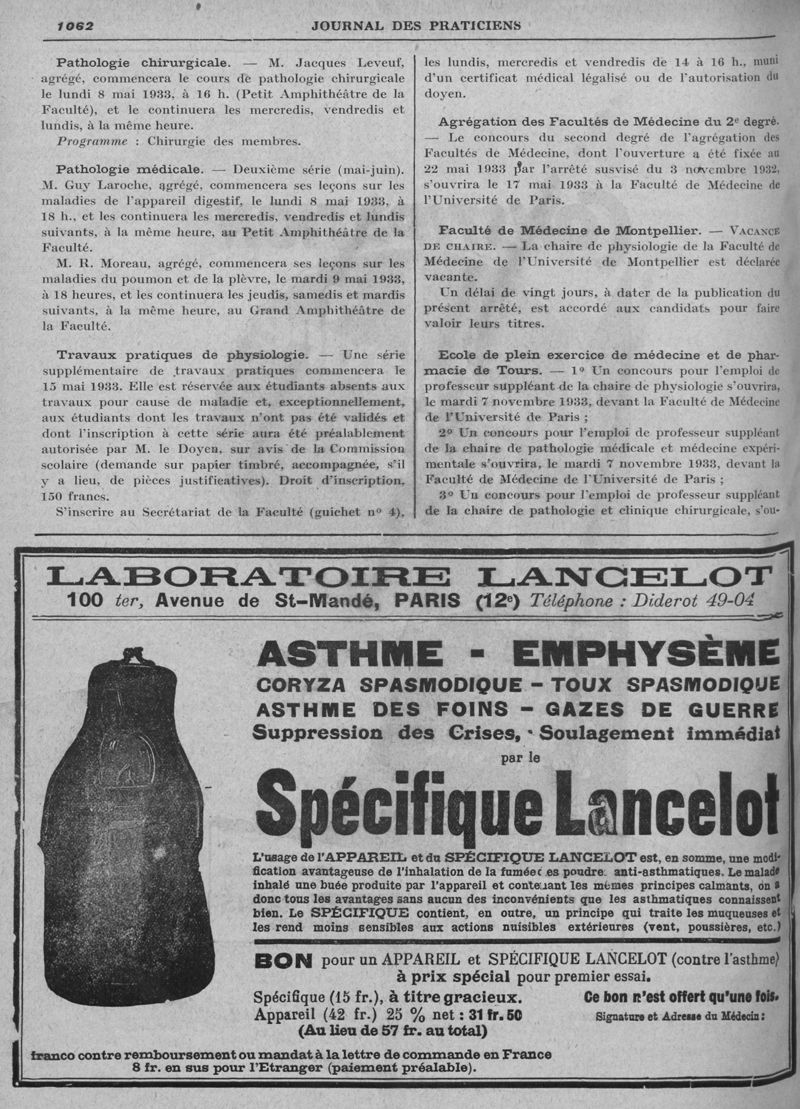 1062
JOURNAL DES PRATICIENS
Pathologie chirurgicale. — M. Jacques Leveuf,
agrégé, commencera le cours de pathologie chirurgicale
le lundi 8 mai 1933, à 16 h. (Petit Amphithéâtre de la
Faculté), et le continuera les mercredis, vendredis et
lundis, à la même heure.
Programme : Chirurgie des membres.
Pathologie médicale. — Deuxième série (mai-juin).
M. Guy Laroche, agrégé, commencera ses leçons sur les
maladies de l'appareil digestif, le lundi 8 mai 1933, à
18 h., et les continuera les mercredis, vendredis et lundis
suivants, à la même heure, au Petit Amphithéâtre de la
Faculté.
M. R. Moreau, agrégé, commencera ses leçons sur les
maladies du poumon et de la plèvre, le mardi 9 mai 1933,
à 18 heures, et les continuera les jeudis, samedis et mardis
suivants, à la même heure, au Grand Amphithéâtre de
la Faculté.
Travaux pratiques de physiologie. — Une série
supplémentaire de travaux pratiques commencera le
15 mai 1933. Elle est réservée aux étudiants absents aux
travaux pour cause de maladie et, exceptionnellement,
aux étudiants dont les travaux n'ont pas été validés et
dont l'inscription à cette série aura été préalablement
autorisée par M. le Doyen, sur avis de la Commission
scolaire (demande sur papier timbré, accompagnée, s'il
y a lieu, de pièces justificatives). Droit d'inscription,
150 francs.
S'inscrire au Secrétariat de la Faculté (guichet nº 4),
les lundis, mercredis et vendredis de 14 à 16 h., muni
d'un certificat médical légalisé ou de l'autorisation du
doyen.
Agrégation des Facultés de Médecine du 2e degré.
— Le concours du second degré de l'agrégation des
Facultés de Médecine, dont l'ouverture a été fixée au
22 mai 1933 par l'arrêté susvisé du 3 novembre 1932,
s'ouvrira le 17 mai 1933 à la Faculté de Médecine de
l'Université de Paris.
Faculté de Médecine de Montpellier. — VACANCE
DE CHAIRE. — La chaire de physiologie de la Faculté de
Médecine de l'Université de Montpellier est déclarée
vacante.
Un délai de vingt jours, à dater de la publication du
présent arrêté, est accordé aux candidats pour faire
valoir leurs titres.
Ecole de plein exercice de médecine et de phar-
macie de Tours. — 1º Un concours pour l'emploi de
professeur suppléant de la chaire de physiologie s'ouvrira,
le mardi 7 novembre 1933, devant la Faculté de Médecine
de l'Université de Paris ;
2º Un concours pour l'emploi de professeur suppléant
de la chaire de pathologie médicale et médecine expéri-
mentale s'ouvrira, le mardi 7 novembre 1933, devant la
Faculté de Médecine de l'Université de Paris ;
3º Un concours pour l'emploi de professeur suppléant
de la chaire de pathologie et clinique chirurgicale, s'ou-
LABORATOIRE LANCELOT
100 ter, Avenue de St-Mandé, PARIS (12e) Téléphone : Diderot 49-04
ASTHME - EMPHYSÈME
CORYZA SPASMODIQUE - TOUX SPASMODIQUE
ASTHME DES FOINS - GAZES DE GUERRE
Suppression des Crises, Soulagement immédiat
par le
Spécifique Lancelot
L'usage de l'APPAREIL et du SPÉCIFIQUE LANCELOT est, en somme, une modi-
fication avantageuse de l'inhalation de la fumée des poudres anti-asthmatiques. Le malade
inhalé une buée produite par l'appareil et contenant les mêmes principes calmants, on a
donc tous les avantages sans aucun des inconvénients que les asthmatiques connaissent
bien. Le SPÉCIFIQUE contient, en outre, un principe qui traite les muqueuses et
les rend moins sensibles aux actions nuisibles extérieures (vent, poussières, etc.)
BON pour un APPAREIL et SPÉCIFIQUE LANCELOT (contre l'asthme)
à prix spécial pour premier essai.
Spécifique (15 fr.), à titre gracieux.
Ce bon n'est offert qu'une fois.
Appareil (42 fr.) 25 % net : 31 fr. 50
Signature et Adresse du Médecin :
(Au lieu de 57 fr. au total)
franco contre remboursement ou mandat à la lettre de commande en France
8 fr. en sus pour l'Etranger (paiement préalable).